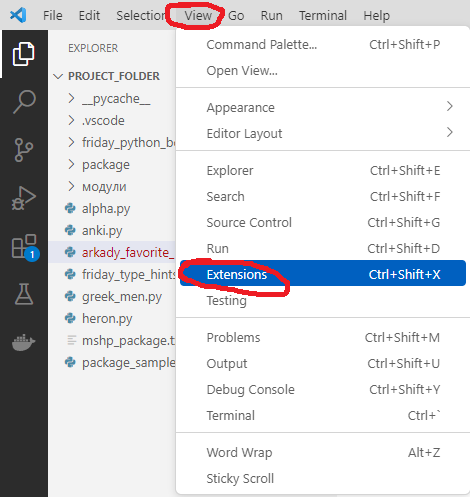 File Edit Selection View Go Run Terminal Help
EXPLORER
PROJECT_FOLDER
__pycache__
.vscode
friday_python_b
package
модули
alpha.py
anki.py
arkady_favorite_
friday_type_hints
greek_men.py
heron.py
mshp_package.t
package_sample
1
Command Palette... Ctrl+Shift+P
Open View...
Appearance
Editor Layout
Explorer Ctrl+Shift+E
Search Ctrl+Shift+F
Source Control Ctrl+Shift+G
Run Ctrl+Shift+D
Extensions Ctrl+Shift+X
Testing
Problems Ctrl+Shift+M
Output Ctrl+Shift+U
Debug Console Ctrl+Shift+Y
Terminal Ctrl+`
Word Wrap Alt+Z
Sticky Scroll